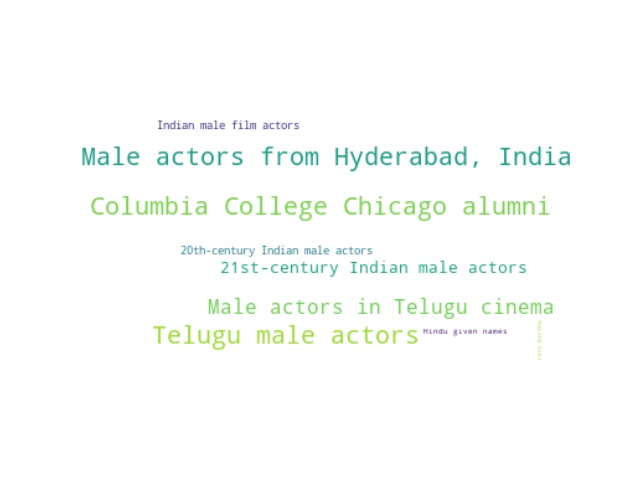 Indian male film actors
Male actors from Hyderabad, India
Columbia College Chicago alumni
20th-century Indian male actors
21st-century Indian male actors
Male actors in Telugu cinema
Telugu male actors
Hindu given names